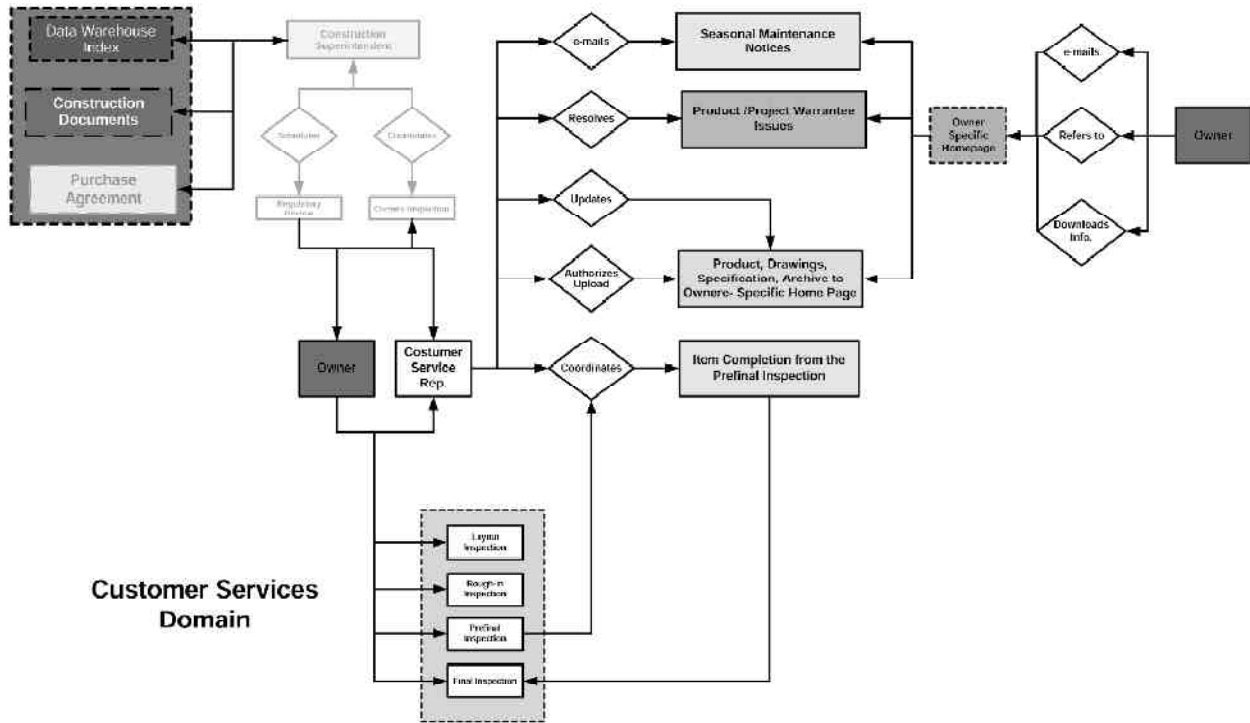 Data Warehouse
Index
Construction
Documents
Purchase
Agreement
Construction
Superintendent
Schedules
Coordinates
Regulatory
Review
Owners Inspection
Owner
Costumer
Service
Rep.
e-mails
Resolves
Updates
Authorizes
Upload
Coordinates
Seasonal Maintenance
Notices
Product /Project Warrantee
Issues
Product, Drawings,
Specification, Archive to
Ownere- Specific Home Page
Item Completion from the
Prefinal Inspection
Owner
Specific
Homepage
e-mails
Refers to
Downloads
Info.
Owner
Layout
Inspection
Rough-in
Inspection
Prefinal
Inspection
Final Inspection
Customer Services
Domain